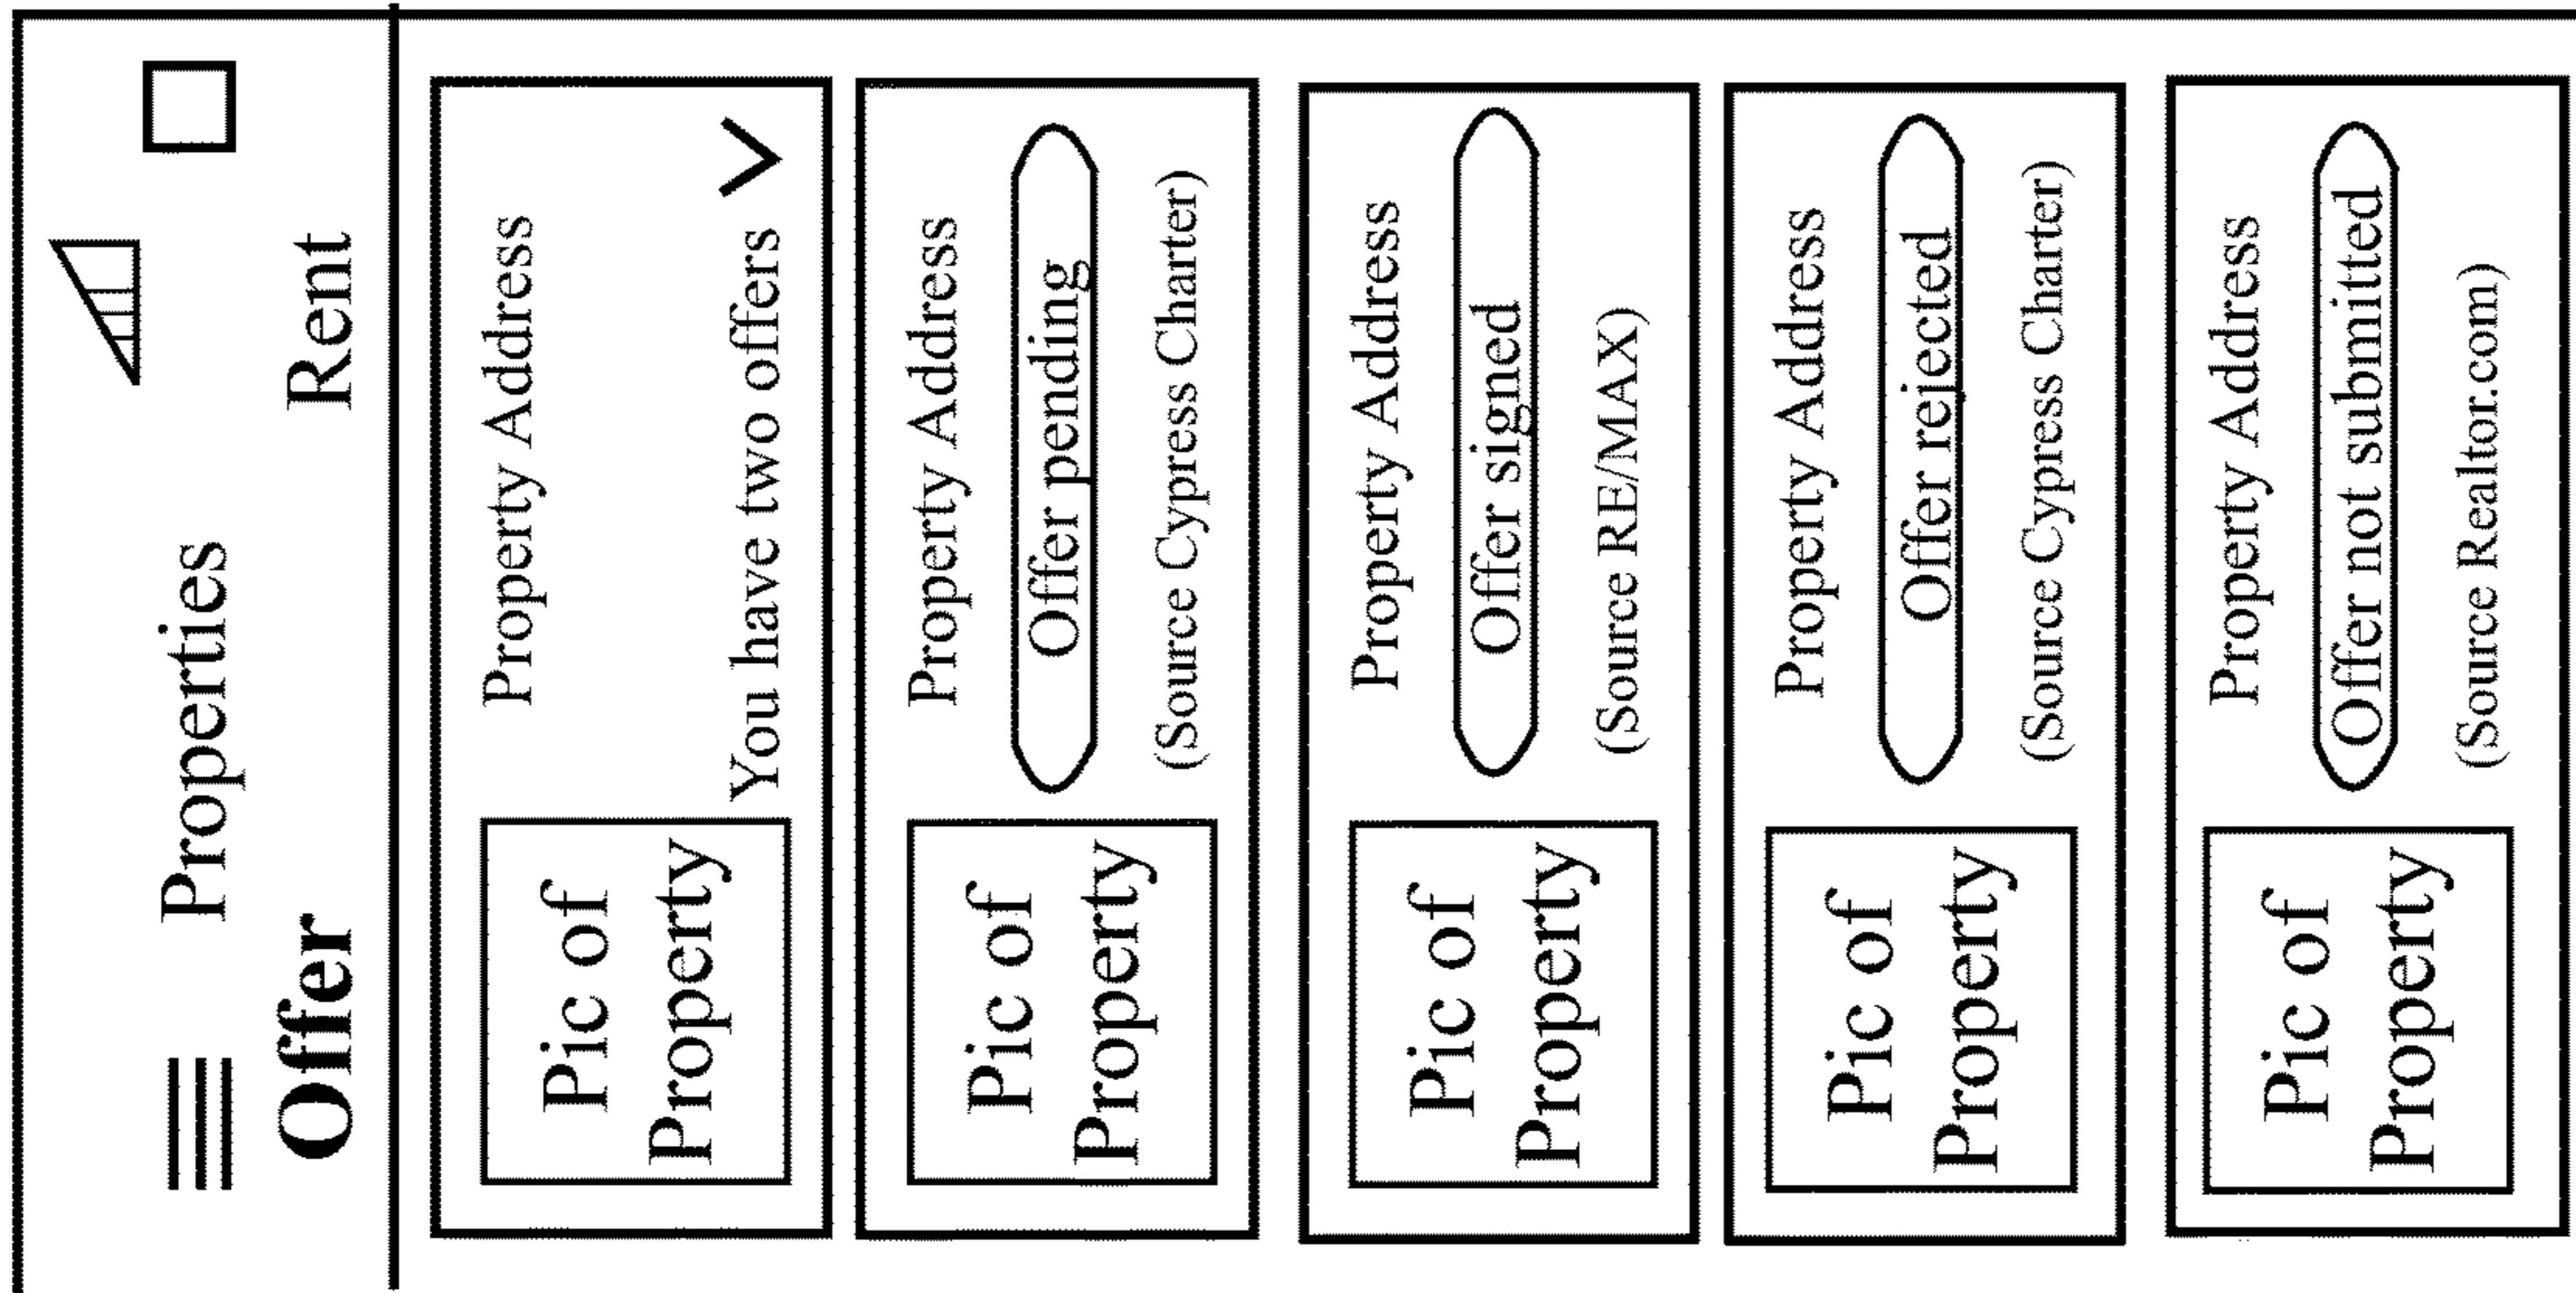 Properties
Offer Rent
Pic of
Property
Property Address
You have two offers
Pic of
Property
Property Address
Offer pending
(Source Cypress Charter)
Pic of
Property
Property Address
Offer signed
(Source RE/MAX)
Pic of
Property
Property Address
Offer rejected
(Source Cypress Charter)
Pic of
Property
Property Address
Offer not submitted
(Source Realtor.com)